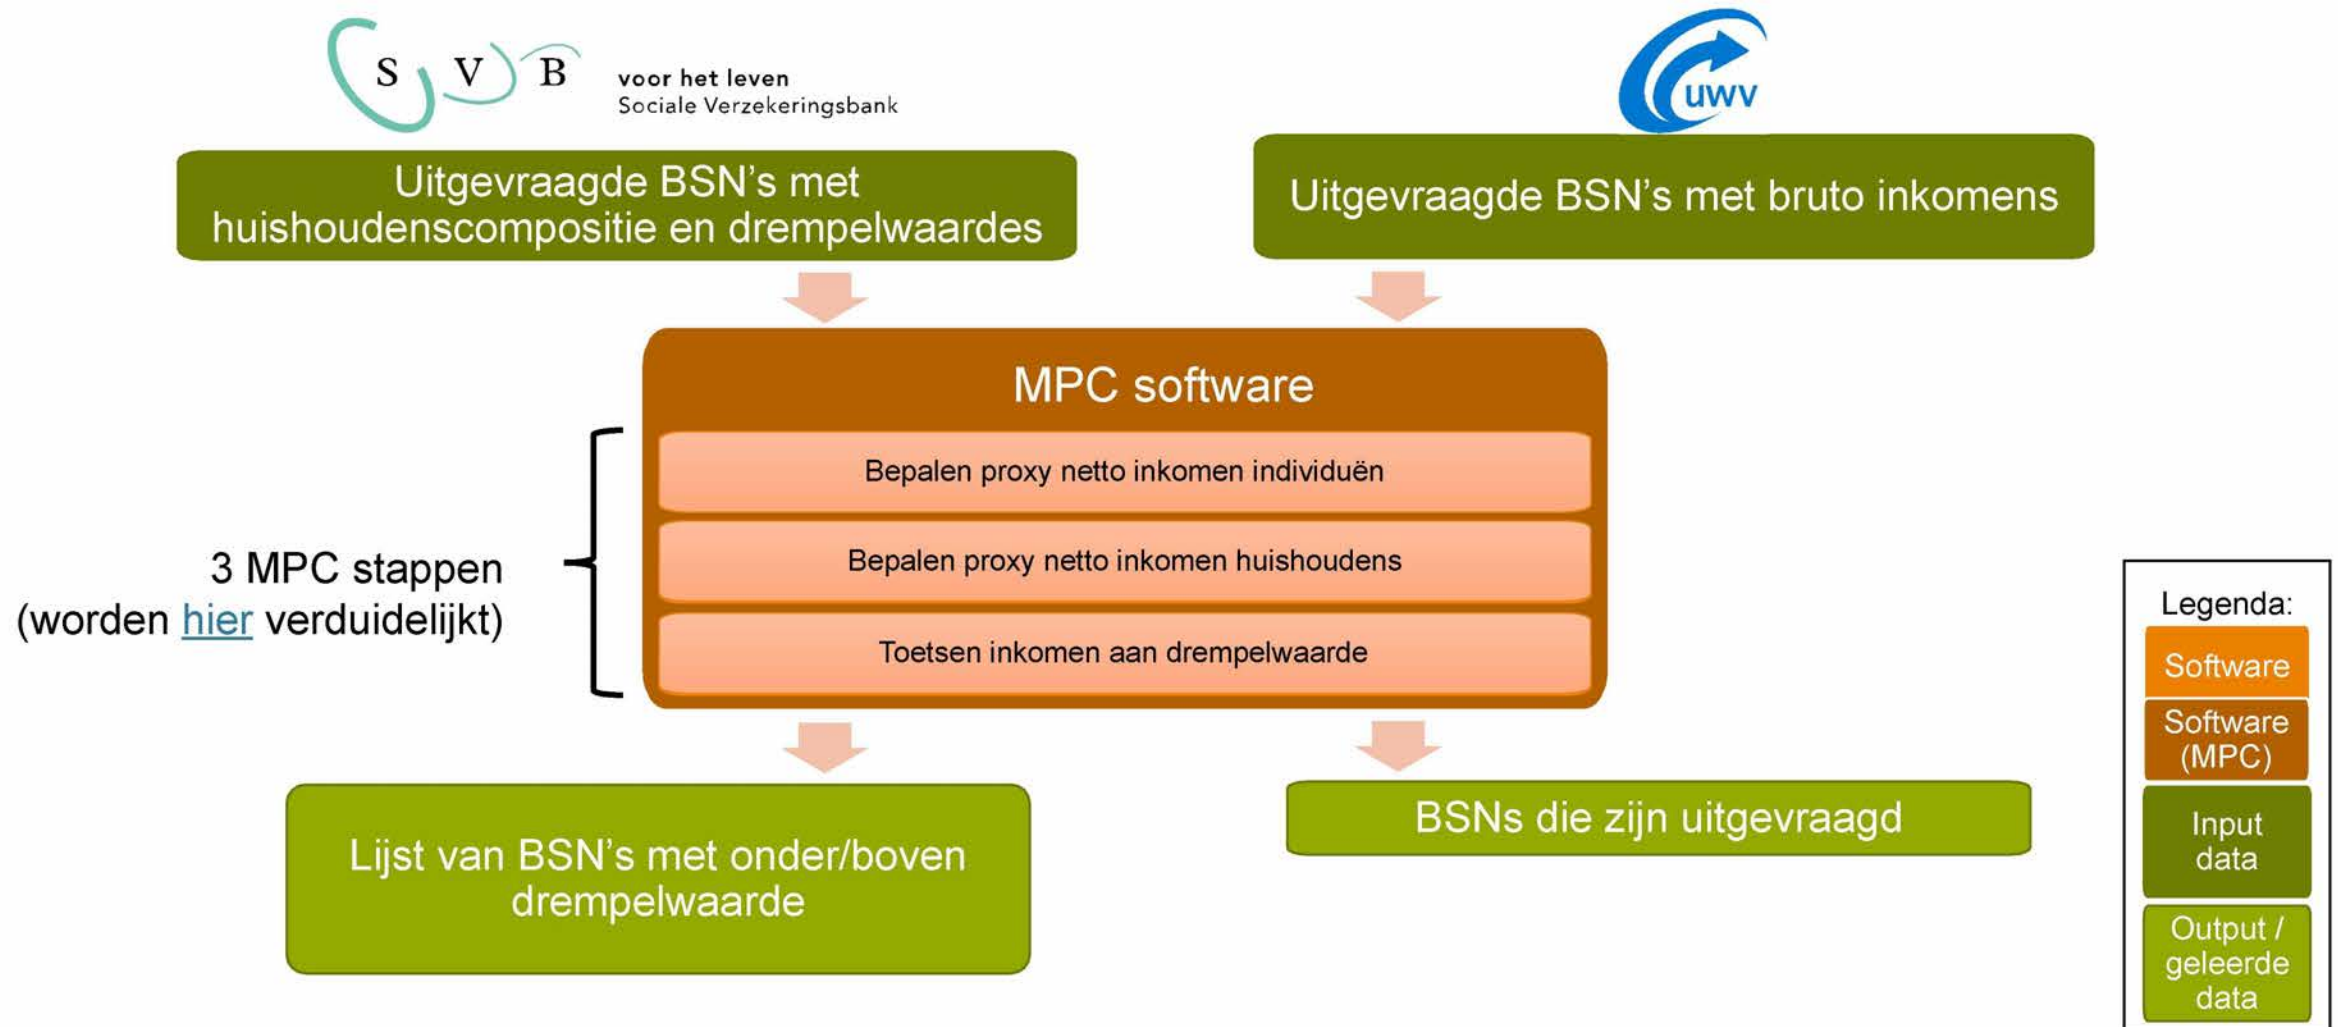 S V B
voor het leven
Sociale Verzekeringsbank
uwv
Uitgevraagde BSN's met
huishoudenscompositie en drempelwaardes
Uitgevraagde BSN's met bruto inkomens
MPC software
Bepalen proxy netto inkomen individuën
Bepalen proxy netto inkomen huishoudens
Toetsen inkomen aan drempelwaarde
3 MPC stappen
(worden hier verduidelijkt)
Lijst van BSN's met onder/boven
drempelwaarde
BSNs die zijn uitgevraagd
Legenda:
Software
Software
(MPC)
Input
data
Output /
geleerde
data